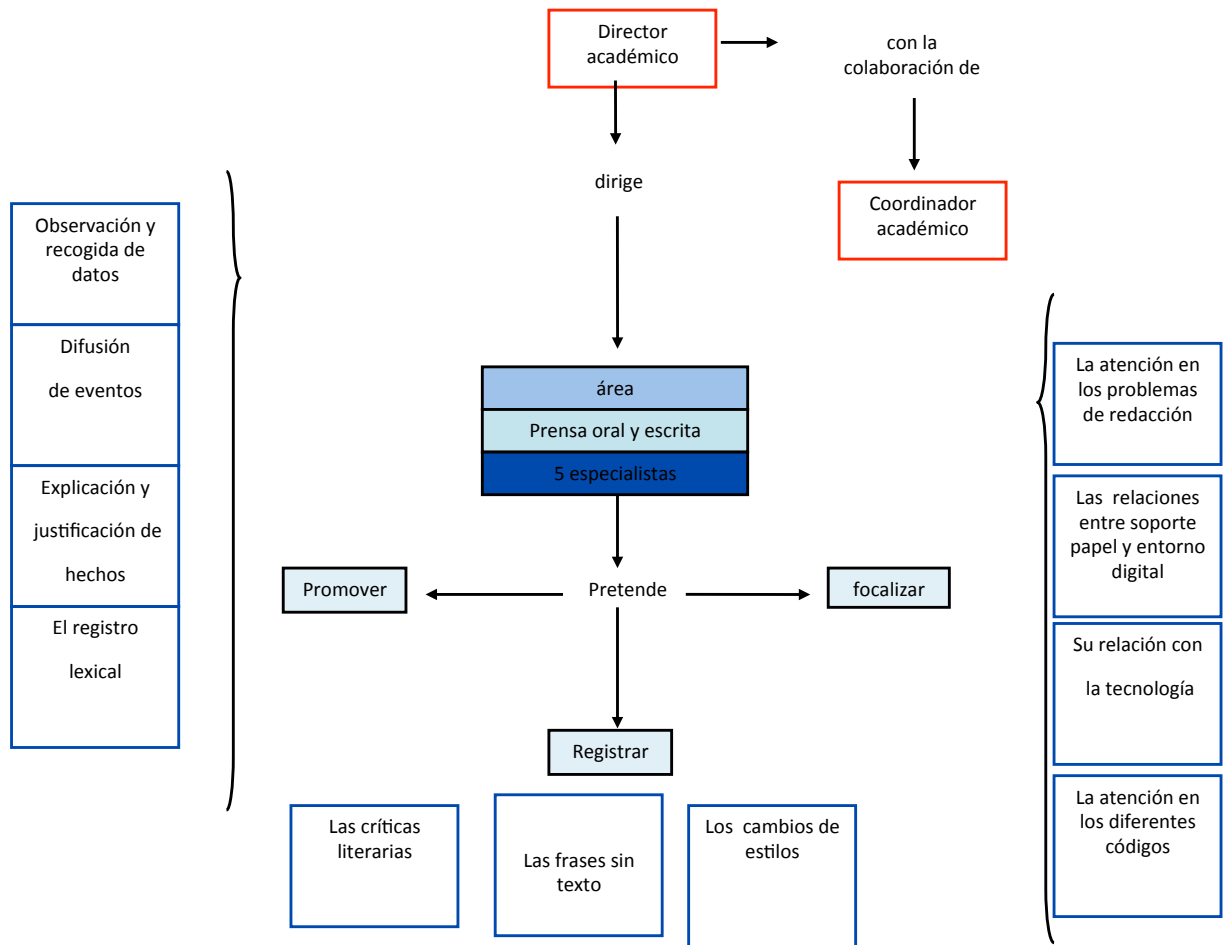 Director
académico
con la
colaboración de
dirige
Coordinador
académico
Observación y
recogida de
datos
Difusión
de eventos
Explicación y
justificación de
hechos
El registro
lexical
área
Prensa oral y escrita
5 especialistas
La atención en
los problemas
de redacción
Las relaciones
entre soporte
papel y entorno
digital
Su relación con
la tecnología
La atención en
los diferentes
códigos
Promover
Pretende
focalizar
Registrar
Las críticas
literarias
Las frases sin
texto
Los cambios de
estilos